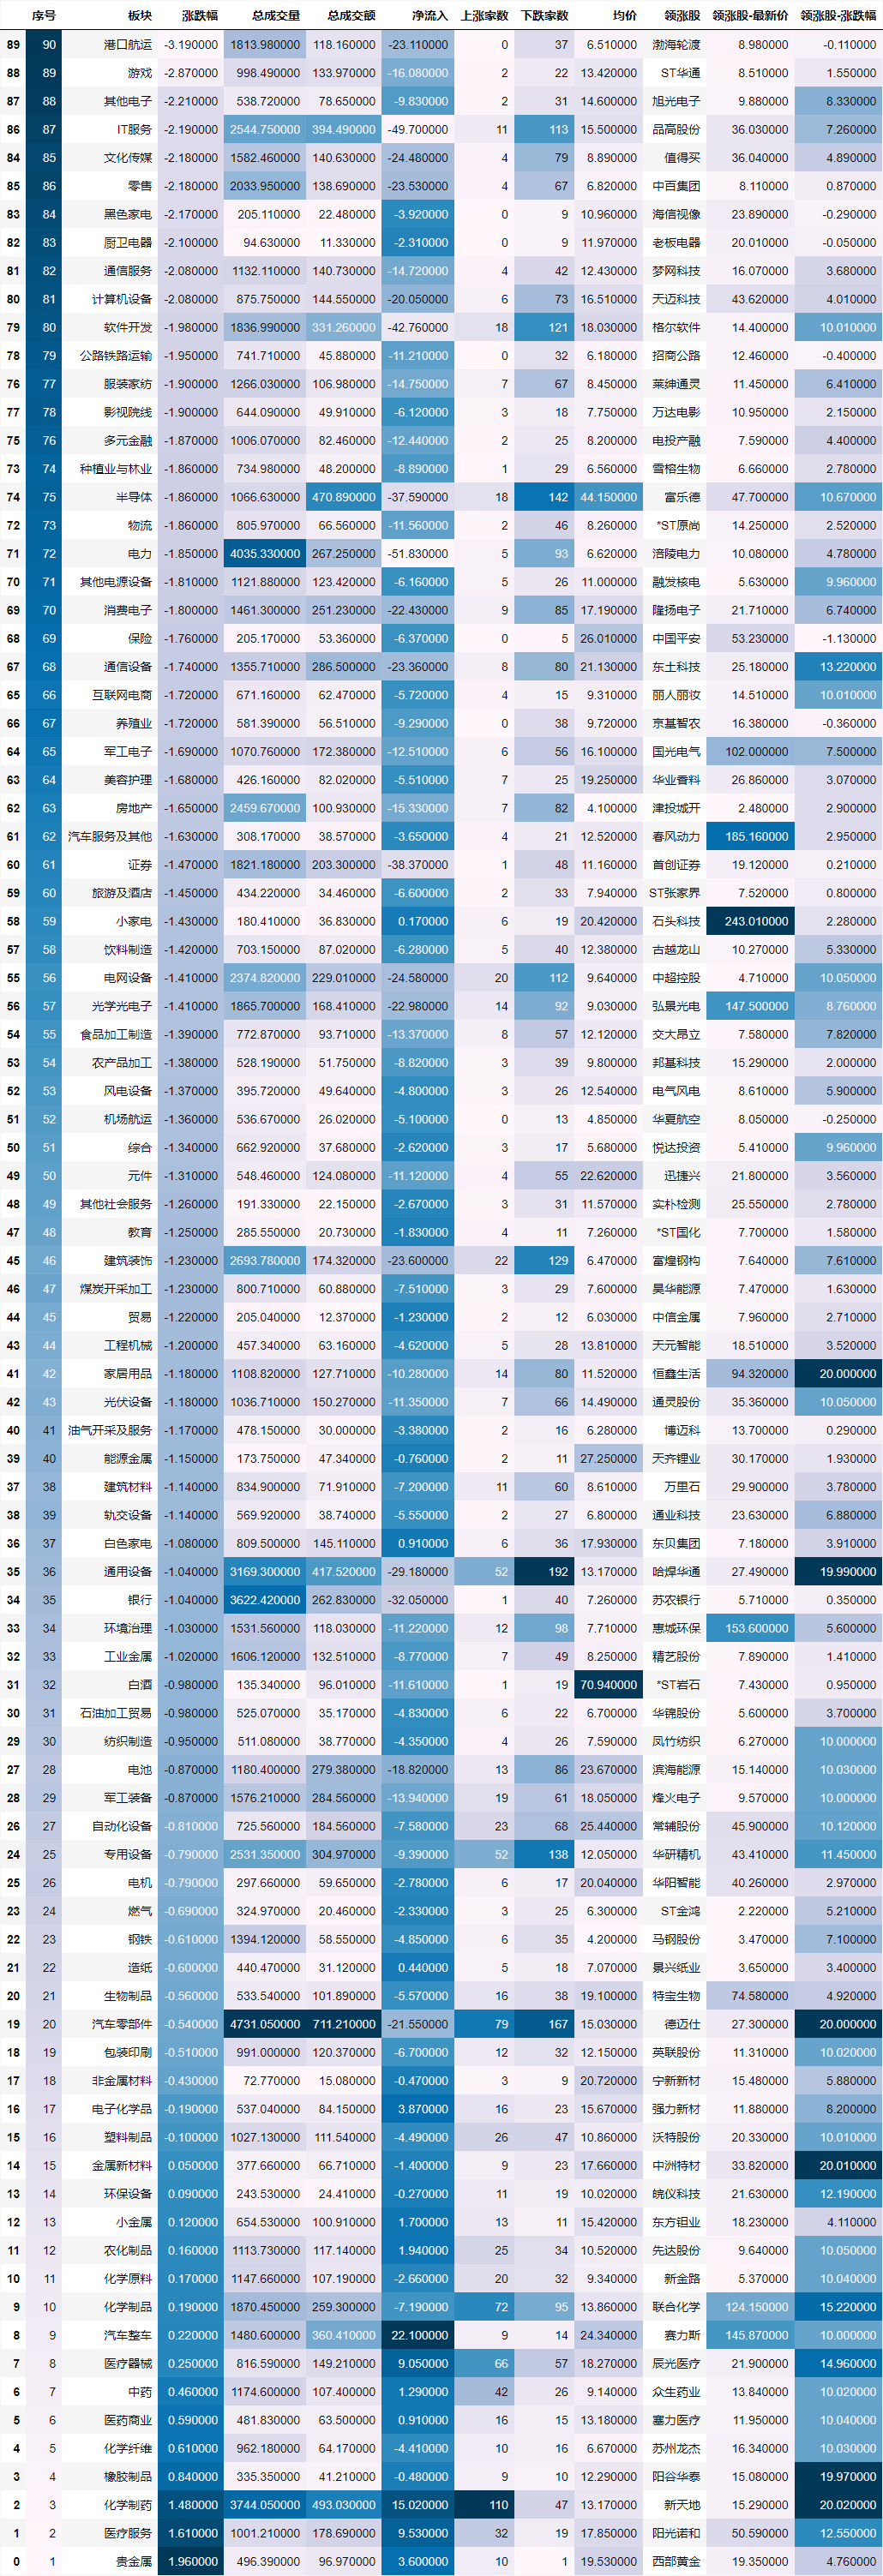 序号 板块 涨跌幅 总成交量 总成交额 净流入 上涨家数 下跌家数 均价 领涨股 领涨股-最新价 领涨股-涨跌幅
89 90 港口航运 -3.190000 1813.980000 118.160000 -23.110000 0 37 6.510000 渤海轮渡 8.980000 -0.110000
88 89 游戏 -2.870000 998.490000 133.970000 -16.080000 2 22 13.420000 ST华通 8.510000 1.550000
87 88 其他电子 -2.210000 538.720000 78.650000 -9.830000 2 31 14.600000 旭光电子 9.880000 8.330000
86 87 IT服务 -2.190000 2544.750000 394.490000 -49.700000 11 113 15.500000 品高股份 36.030000 7.260000
84 85 文化传媒 -2.180000 1582.460000 140.630000 -24.480000 4 79 8.890000 值得买 36.040000 4.890000
85 86 零售 -2.180000 2033.950000 138.690000 -23.530000 4 67 6.820000 中百集团 8.110000 0.870000
83 84 黑色家电 -2.170000 205.110000 22.480000 -3.920000 0 9 10.960000 海信视像 23.890000 -0.290000
82 83 厨卫电器 -2.100000 94.630000 11.330000 -2.310000 0 9 11.970000 老板电器 20.010000 -0.050000
81 82 通信服务 -2.080000 1132.110000 140.730000 -14.720000 4 42 12.430000 梦网科技 16.070000 3.680000
80 81 计算机设备 -2.080000 875.750000 144.550000 -20.050000 6 73 16.510000 天迈科技 43.620000 4.010000
79 80 软件开发 -1.980000 1836.990000 331.260000 -42.760000 18 121 18.030000 格尔软件 14.400000 10.010000
78 79 公路铁路运输 -1.950000 741.710000 45.880000 -11.210000 0 32 6.180000 招商公路 12.460000 -0.400000
76 77 服装家纺 -1.900000 1266.030000 106.980000 -14.750000 7 67 8.450000 莱绅通灵 11.450000 6.410000
77 78 影视院线 -1.900000 644.090000 49.910000 -6.120000 3 18 7.750000 万达电影 10.950000 2.150000
75 76 多元金融 -1.870000 1006.070000 82.460000 -12.440000 2 25 8.200000 电投产融 7.590000 4.400000
73 74 种植业与林业 -1.860000 734.980000 48.200000 -8.890000 1 29 6.560000 雪榕生物 6.660000 2.780000
74 75 半导体 -1.860000 1066.630000 470.890000 -37.590000 18 142 44.150000 富乐德 47.700000 10.670000
72 73 物流 -1.860000 805.970000 66.560000 -11.560000 2 46 8.260000 *ST原尚 14.250000 2.520000
71 72 电力 -1.850000 4035.330000 267.250000 -51.830000 5 93 6.620000 涪陵电力 10.080000 4.780000
70 71 其他电源设备 -1.810000 1121.880000 123.420000 -6.160000 5 26 11.000000 融发核电 5.630000 9.960000
69 70 消费电子 -1.800000 1461.300000 251.230000 -22.430000 9 85 17.190000 隆扬电子 21.710000 6.740000
68 69 保险 -1.760000 205.170000 53.360000 -6.370000 0 5 26.010000 中国平安 53.230000 -1.130000
67 68 通信设备 -1.740000 1355.710000 286.500000 -23.360000 8 80 21.130000 东土科技 25.180000 13.220000
65 66 互联网电商 -1.720000 671.160000 62.470000 -5.720000 4 15 9.310000 丽人丽妆 14.510000 10.010000
66 67 养殖业 -1.720000 581.390000 56.510000 -9.290000 0 38 9.720000 京基智农 16.380000 -0.360000
64 65 军工电子 -1.690000 1070.760000 172.380000 -12.510000 6 56 16.100000 国光电气 102.000000 7.500000
63 64 美容护理 -1.680000 426.160000 82.020000 -5.510000 7 25 19.250000 华业香料 26.860000 3.070000
62 63 房地产 -1.650000 2459.670000 100.930000 -15.330000 7 82 4.100000 津投城开 2.480000 2.900000
61 62 汽车服务及其他 -1.630000 308.170000 38.570000 -3.650000 4 21 12.520000 春风动力 185.160000 2.950000
60 61 证券 -1.470000 1821.180000 203.300000 -38.370000 1 48 11.160000 首创证券 19.120000 0.210000
59 60 旅游及酒店 -1.450000 434.220000 34.460000 -6.600000 2 33 7.940000 ST张家界 7.520000 0.800000
58 59 小家电 -1.430000 180.410000 36.830000 0.170000 6 19 20.420000 石头科技 243.010000 2.280000
57 58 饮料制造 -1.420000 703.150000 87.020000 -6.280000 5 40 12.380000 古越龙山 10.270000 5.330000
55 56 电网设备 -1.410000 2374.820000 229.010000 -24.580000 20 112 9.640000 中超控股 4.710000 10.050000
56 57 光学光电子 -1.410000 1865.700000 168.410000 -22.980000 14 92 9.030000 弘景光电 147.500000 8.760000
54 55 食品加工制造 -1.390000 772.870000 93.710000 -13.370000 8 57 12.120000 交大昂立 7.580000 7.820000
53 54 农产品加工 -1.380000 528.190000 51.750000 -8.820000 3 39 9.800000 邦基科技 15.290000 2.000000
52 53 风电设备 -1.370000 395.720000 49.640000 -4.800000 3 26 12.540000 电气风电 8.610000 5.900000
51 52 机场航运 -1.360000 536.670000 26.020000 -5.100000 0 13 4.850000 华夏航空 8.050000 -0.250000
50 51 综合 -1.340000 662.920000 37.680000 -2.620000 3 17 5.680000 悦达投资 5.410000 9.960000
49 50 元件 -1.310000 548.460000 124.080000 -11.120000 4 55 22.620000 迅捷兴 21.800000 3.560000
48 49 其他社会服务 -1.260000 191.330000 22.150000 -2.670000 3 31 11.570000 实朴检测 25.550000 2.780000
47 48 教育 -1.250000 285.550000 20.730000 -1.830000 4 11 7.260000 *ST国化 7.700000 1.580000
45 46 建筑装饰 -1.230000 2693.780000 174.320000 -23.600000 22 129 6.470000 富煌钢构 7.640000 7.610000
46 47 煤炭开采加工 -1.230000 800.710000 60.880000 -7.510000 3 29 7.600000 昊华能源 7.470000 1.630000
44 45 贸易 -1.220000 205.040000 12.370000 -1.230000 2 12 6.030000 中信金属 7.960000 2.710000
43 44 工程机械 -1.200000 457.340000 63.160000 -4.620000 5 28 13.810000 天元智能 18.510000 3.520000
41 42 家居用品 -1.180000 1108.820000 127.710000 -10.280000 14 80 11.520000 恒鑫生活 94.320000 20.000000
42 43 光伏设备 -1.180000 1036.710000 150.270000 -11.350000 7 66 14.490000 通灵股份 35.360000 10.050000
40 41 油气开采及服务 -1.170000 478.150000 30.000000 -3.380000 2 16 6.280000 博迈科 13.700000 0.290000
39 40 能源金属 -1.150000 173.750000 47.340000 -0.760000 2 11 27.250000 天齐锂业 30.170000 1.930000
37 38 建筑材料 -1.140000 834.900000 71.910000 -7.200000 11 60 8.610000 万里石 29.900000 3.780000
38 39 轨交设备 -1.140000 569.920000 38.740000 -5.550000 2 27 6.800000 通业科技 23.630000 6.880000
36 37 白色家电 -1.080000 809.500000 145.110000 0.910000 6 36 17.930000 东贝集团 7.180000 3.910000
35 36 通用设备 -1.040000 3169.300000 417.520000 -29.180000 52 192 13.170000 哈焊华通 27.490000 19.990000
34 35 银行 -1.040000 3622.420000 262.830000 -32.050000 1 40 7.260000 苏农银行 5.710000 0.350000
33 34 环境治理 -1.030000 1531.560000 118.030000 -11.220000 12 98 7.710000 惠城环保 153.600000 5.600000
32 33 工业金属 -1.020000 1606.120000 132.510000 -8.770000 7 49 8.250000 精艺股份 7.890000 1.410000
31 32 白酒 -0.980000 135.340000 96.010000 -11.610000 1 19 70.940000 *ST岩石 7.430000 0.950000
30 31 石油加工贸易 -0.980000 525.070000 35.170000 -4.830000 6 22 6.700000 华锦股份 5.600000 3.700000
29 30 纺织制造 -0.950000 511.080000 38.770000 -4.350000 4 26 7.590000 凤竹纺织 6.270000 10.000000
27 28 电池 -0.870000 1180.400000 279.380000 -18.820000 13 86 23.670000 滨海能源 15.140000 10.030000
28 29 军工装备 -0.870000 1576.210000 284.560000 -13.940000 19 61 18.050000 烽火电子 9.570000 10.000000
26 27 自动化设备 -0.810000 725.560000 184.560000 -7.580000 23 68 25.440000 常辅股份 45.900000 10.120000
24 25 专用设备 -0.790000 2531.350000 304.970000 -9.390000 52 138 12.050000 华研精机 43.410000 11.450000
25 26 电机 -0.790000 297.660000 59.650000 -2.780000 6 17 20.040000 华阳智能 40.260000 2.970000
23 24 燃气 -0.690000 324.970000 20.460000 -2.330000 3 25 6.300000 ST金鸿 2.220000 5.210000
22 23 钢铁 -0.610000 1394.120000 58.550000 -4.850000 6 35 4.200000 马钢股份 3.470000 7.100000
21 22 造纸 -0.600000 440.470000 31.120000 0.440000 5 18 7.070000 景兴纸业 3.650000 3.400000
20 21 生物制品 -0.560000 533.540000 101.890000 -5.570000 16 38 19.100000 特宝生物 74.580000 4.920000
19 20 汽车零部件 -0.540000 4731.050000 711.210000 -21.550000 79 167 15.030000 德迈仕 27.300000 20.000000
18 19 包装印刷 -0.510000 991.000000 120.370000 -6.700000 12 32 12.150000 英联股份 11.310000 10.020000
17 18 非金属材料 -0.430000 72.770000 15.080000 -0.470000 3 9 20.720000 宁新新材 15.480000 5.880000
16 17 电子化学品 -0.190000 537.040000 84.150000 3.870000 16 23 15.670000 强力新材 11.880000 8.200000
15 16 塑料制品 -0.100000 1027.130000 111.540000 -4.490000 26 47 10.860000 沃特股份 20.330000 10.010000
14 15 金属新材料 0.050000 377.660000 66.710000 -1.400000 9 23 17.660000 中洲特材 33.820000 20.010000
13 14 环保设备 0.090000 243.530000 24.410000 -0.270000 11 19 10.020000 皖仪科技 21.630000 12.190000
12 13 小金属 0.120000 654.530000 100.910000 1.700000 13 11 15.420000 东方钽业 18.230000 4.110000
11 12 农化制品 0.160000 1113.730000 117.140000 1.940000 25 34 10.520000 先达股份 9.640000 10.050000
10 11 化学原料 0.170000 1147.660000 107.190000 -2.660000 20 32 9.340000 新金路 5.370000 10.040000
9 10 化学制品 0.190000 1870.450000 259.300000 -7.190000 72 95 13.860000 联合化学 124.150000 15.220000
8 9 汽车整车 0.220000 1480.600000 360.410000 22.100000 9 14 24.340000 赛力斯 145.870000 10.000000
7 8 医疗器械 0.250000 816.590000 149.210000 9.050000 66 57 18.270000 辰光医疗 21.900000 14.960000
6 7 中药 0.460000 1174.600000 107.400000 1.290000 42 26 9.140000 众生药业 13.840000 10.020000
5 6 医药商业 0.590000 481.830000 63.500000 0.910000 16 15 13.180000 塞力医疗 11.950000 10.040000
4 5 化学纤维 0.610000 962.180000 64.170000 -4.410000 10 16 6.670000 苏州龙杰 16.340000 10.030000
3 4 橡胶制品 0.840000 335.350000 41.210000 -0.480000 9 10 12.290000 阳谷华泰 15.080000 19.970000
2 3 化学制药 1.480000 3744.050000 493.030000 15.020000 110 47 13.170000 新天地 15.290000 20.020000
1 2 医疗服务 1.610000 1001.210000 178.690000 9.530000 32 19 17.850000 阳光诺和 50.590000 12.550000
0 1 贵金属 1.960000 496.390000 96.970000 3.600000 10 1 19.530000 西部黄金 19.350000 4.760000